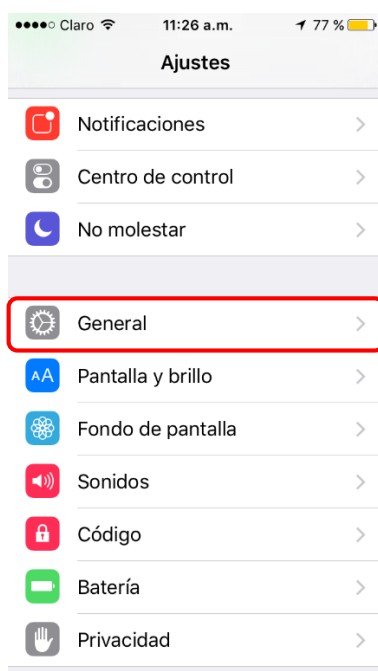 Claro 11:26 a.m. 77 %
Ajustes
Notificaciones
Centro de control
No molestar
General
AA Pantalla y brillo
Fondo de pantalla
Sonidos
Código
Batería
Privacidad